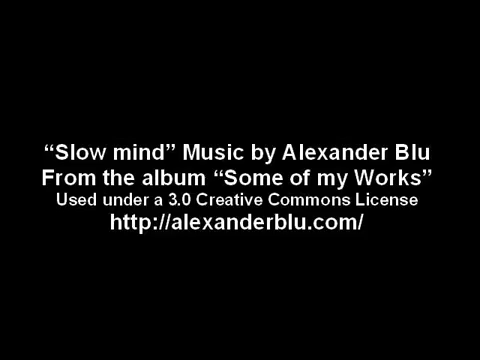 “Slow mind” Music by Alexander Blu
From the album “Some of my Works”
Used under a 3.0 Creative Commons License
http://alexanderblu.com/